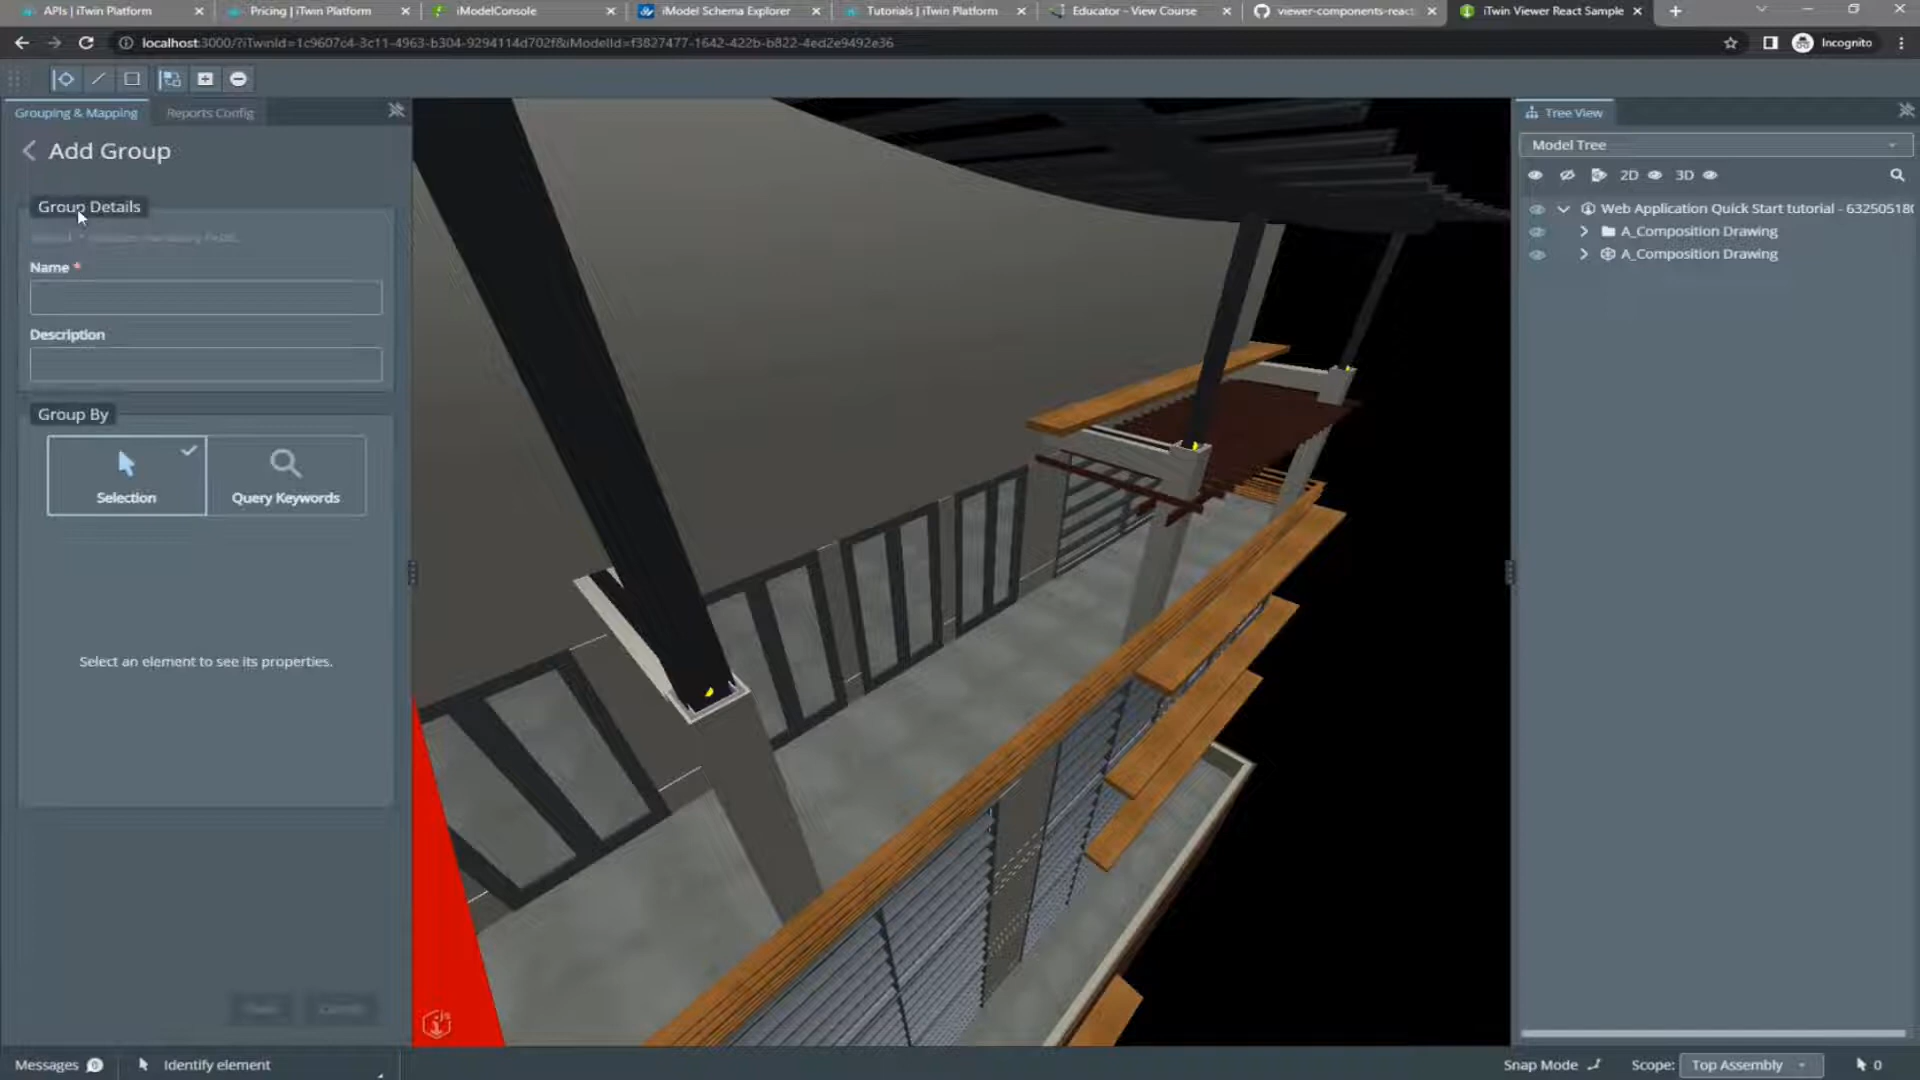 APIs | iTwin Platform
Pricing | iTwin Platform
iModelConsole
iModel Schema Explorer
Tutorials | iTwin Platform
Educator - View Course
viewer-components-reac
iTwin Viewer React Sample
localhost:3000/?iTwinId=1c9607c4-3c11-4963-b304-9294114d702f&iModelId=f3827477-1642-422b-b822-4ed2e9492e36
Incognito
Grouping & Mapping
Reports Config
Add Group
Group Details
Name *
Description
Group By
Selection
Query Keywords
Select an element to see its properties.
Tree View
Model Tree
2D
3D
Web Application Quick Start tutorial - 63250518
A_Composition Drawing
A_Composition Drawing
Messages
Identify element
Snap Mode
Scope:
Top Assembly
0